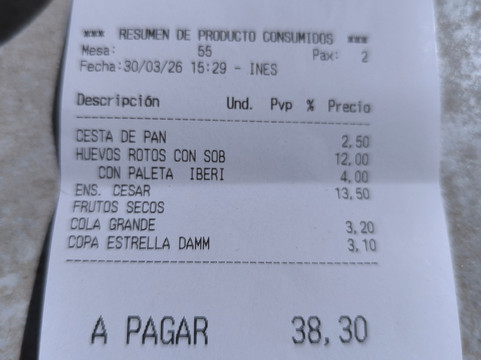 *** RESUMEN DE PRODUCTO CONSUMIDOS ***
Mesa: 55 Pax: 2
Fecha:30/03/26 15:29 - INES
Descripción Und. Pvp % Precio
CESTA DE PAN 2,50
HUEVOS ROTOS CON SOB 12,00
CON PALETA IBERI 4,00
ENS. CESAR 13,50
FRUTOS SECOS
COLA GRANDE 3,20
COPA ESTRELLA DAMM 3,10
A PAGAR 38,30